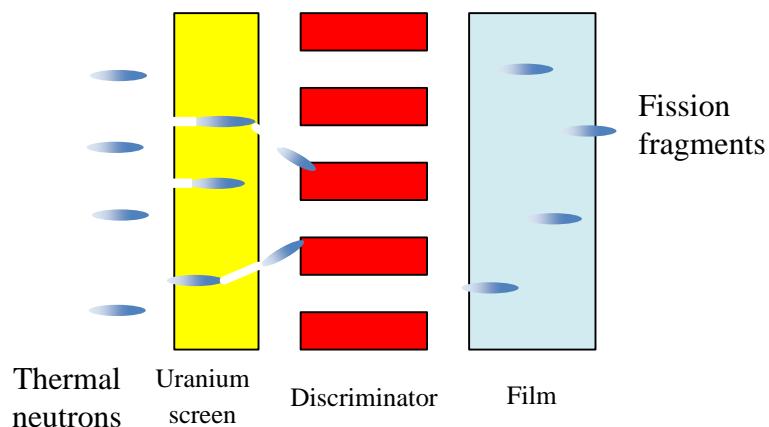 Fission
fragments
Thermal
neutrons
Uranium
screen
Discriminator
Film